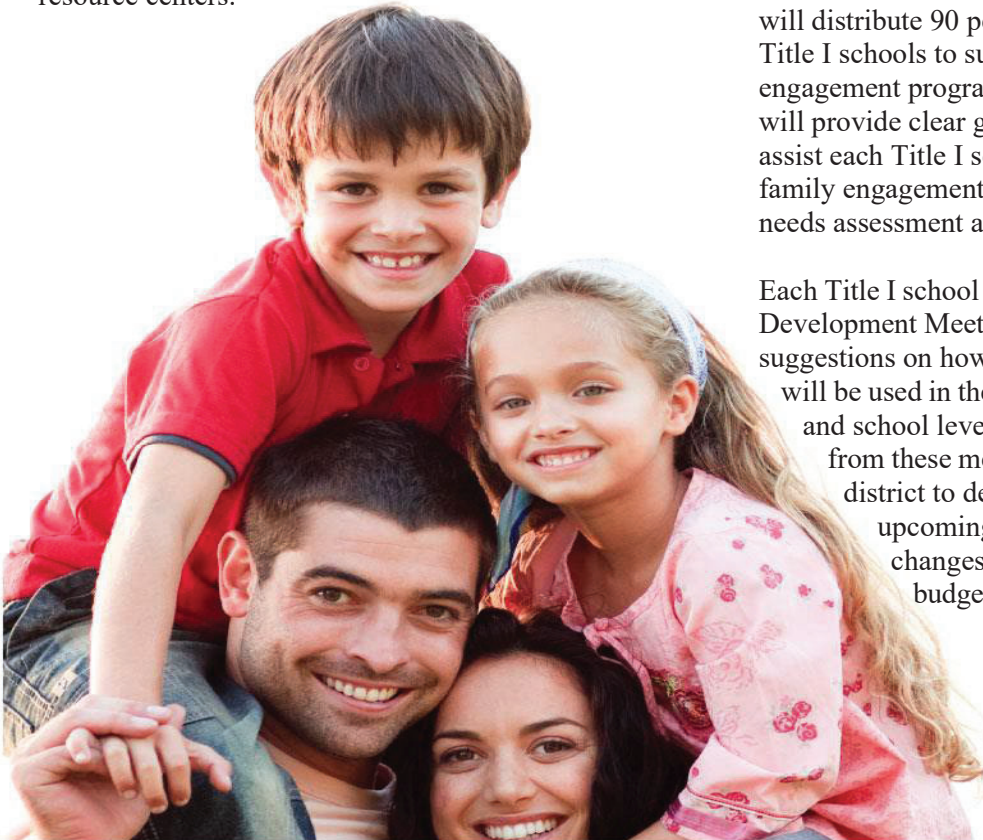 resource centers.
will distribute 90 pe
Title I schools to su
engagement progra
will provide clear g
assist each Title I s
family engagement
needs assessment a
Each Title I school
Development Meet
suggestions on how
will be used in the
and school leve
from these me
district to de
upcoming
changes
budge